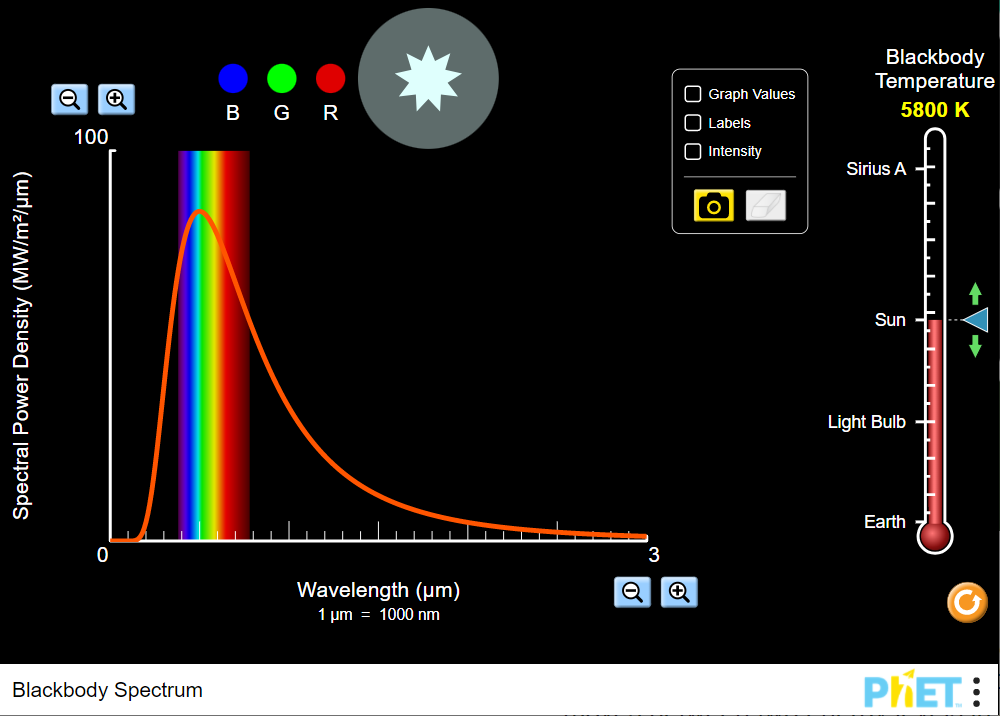 Blackbody
Temperature
5800 K
B G R
100
Graph Values
Labels
Intensity
Sirius A
Sun
Light Bulb
Earth
Spectral Power Density (MW/m²/μm)
0
3
Wavelength (μm)
1 μm = 1000 nm
Blackbody Spectrum
PhET